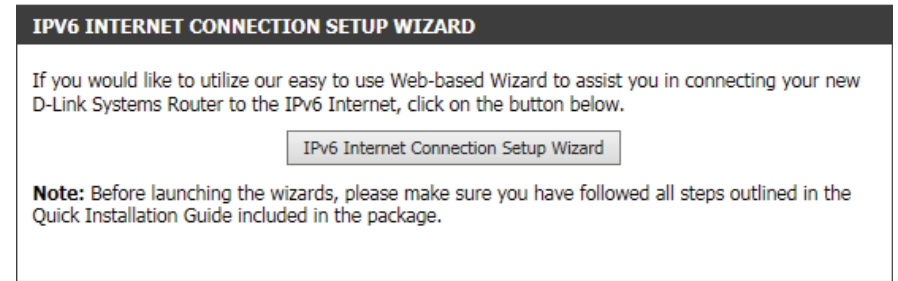 IPV6 INTERNET CONNECTION SETUP WIZARD
If you would like to utilize our easy to use Web-based Wizard to assist you in connecting your new
D-Link Systems Router to the IPv6 Internet, click on the button below.
IPv6 Internet Connection Setup Wizard
Note: Before launching the wizards, please make sure you have followed all steps outlined in the
Quick Installation Guide included in the package.